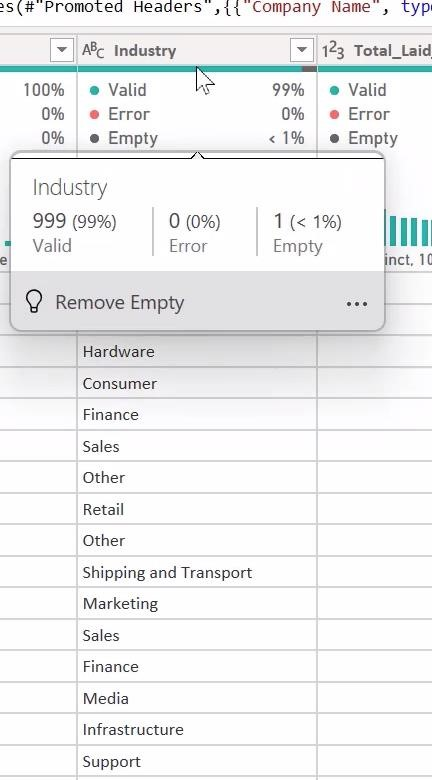 es(#"Promoted Headers",{{"Company Name", typ
ABC Industry 123 Total_Laid_
100% Valid 99% Valid
0% Error 0% Error
0% Empty < 1% Empty
Industry
999 (99%) 0 (0%) 1 (< 1%)
Valid Error Empty
inct, 10
Remove Empty ...
Hardware
Consumer
Finance
Sales
Other
Retail
Other
Shipping and Transport
Marketing
Sales
Finance
Media
Infrastructure
Support